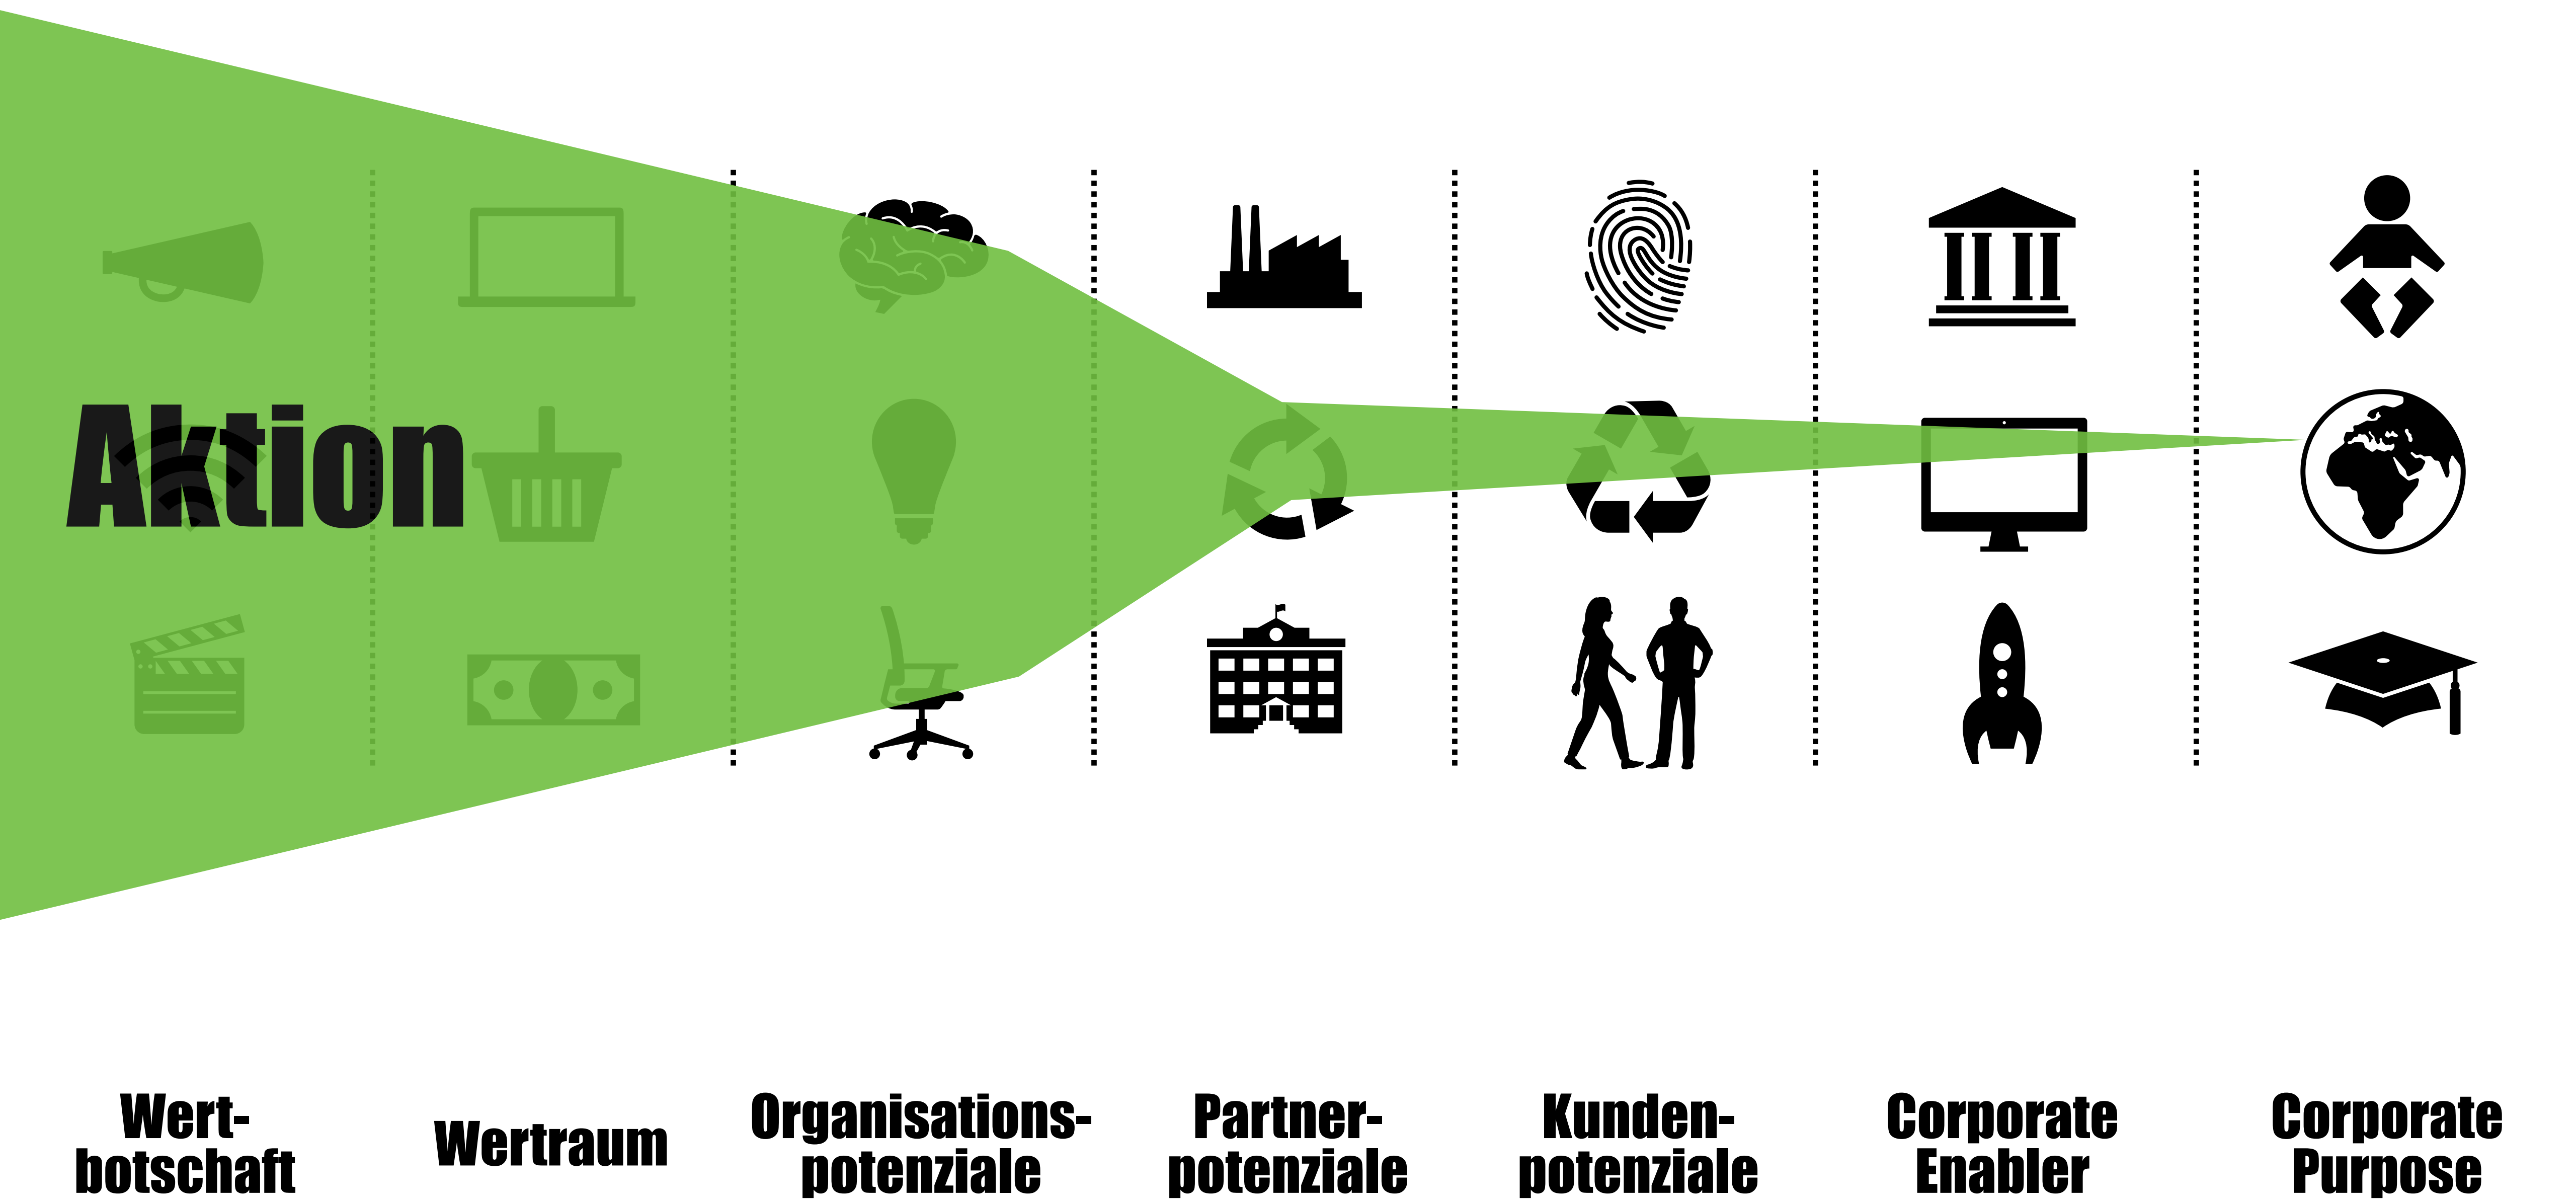 Aktion
Wert-
botschaft
Wertraum
Organisations-
potenziale
Partner-
potenziale
Kunden-
potenziale
Corporate
Enabler
Corporate
Purpose